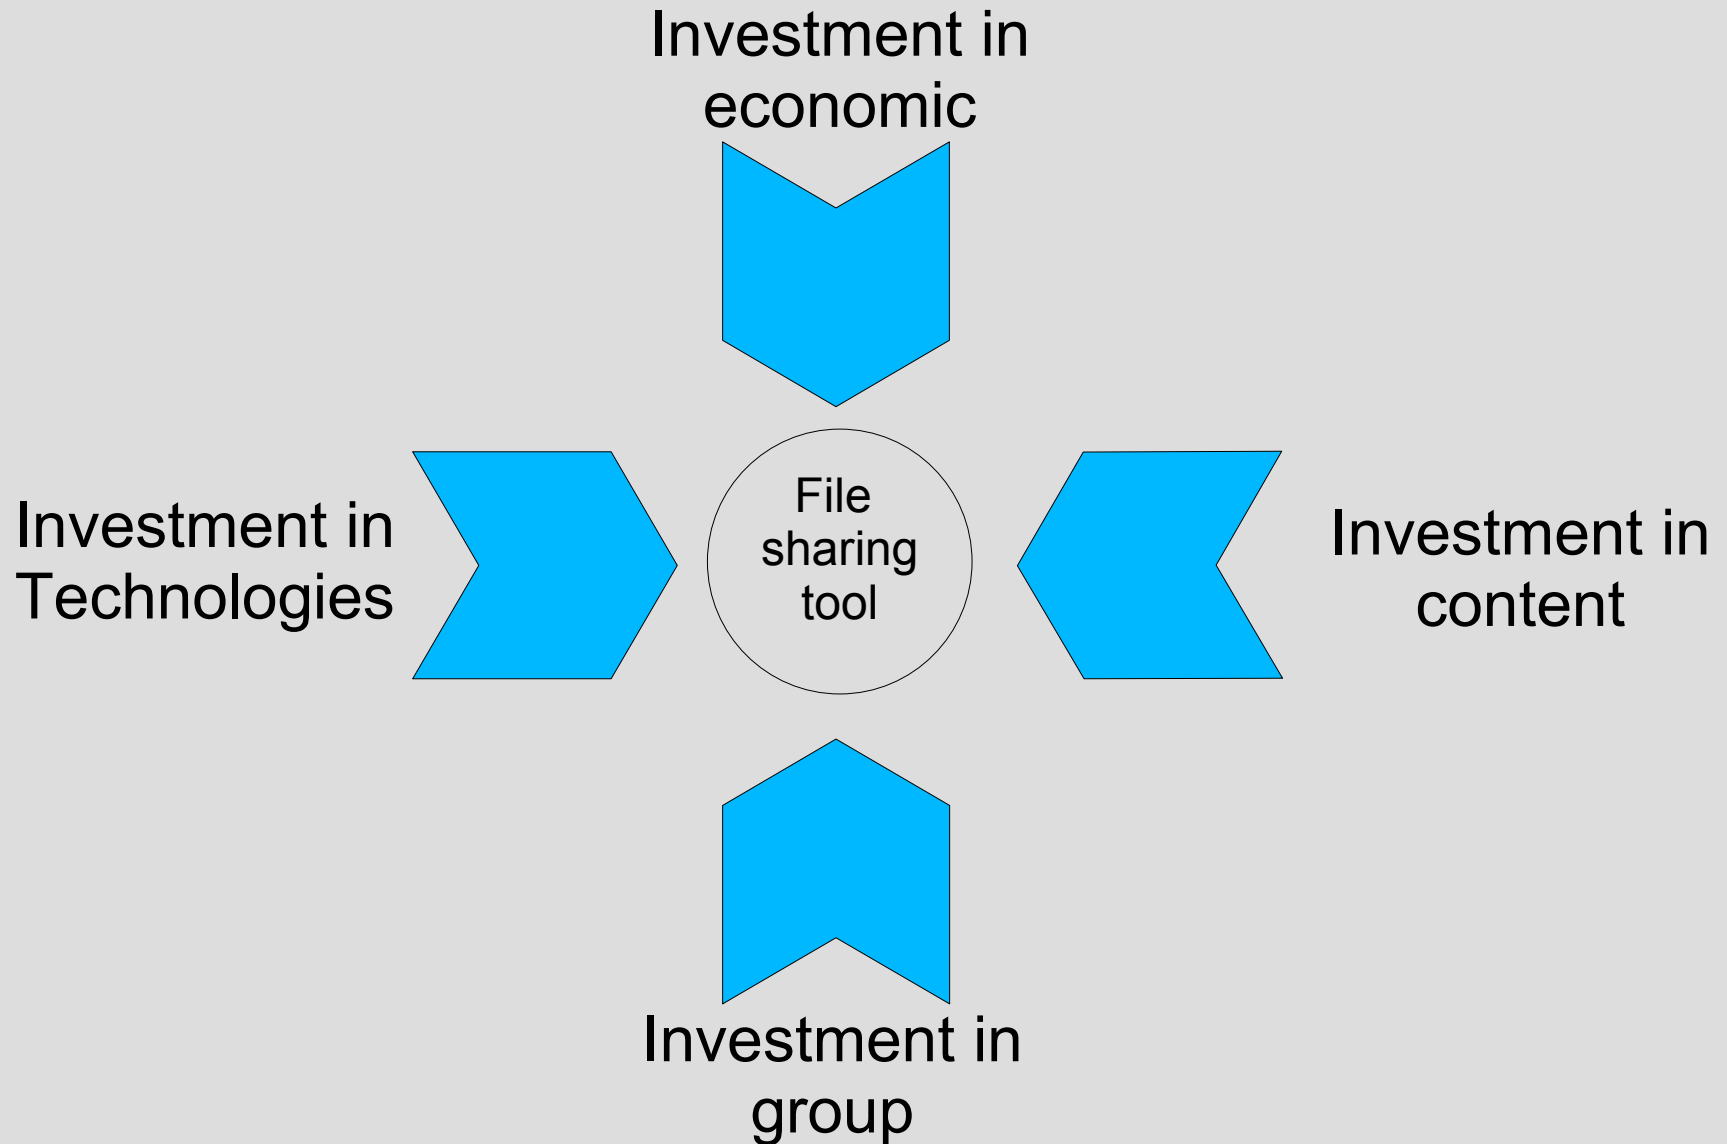 Investment in
economic
Investment in
Technologies
File
sharing
tool
Investment in
content
Investment in
group